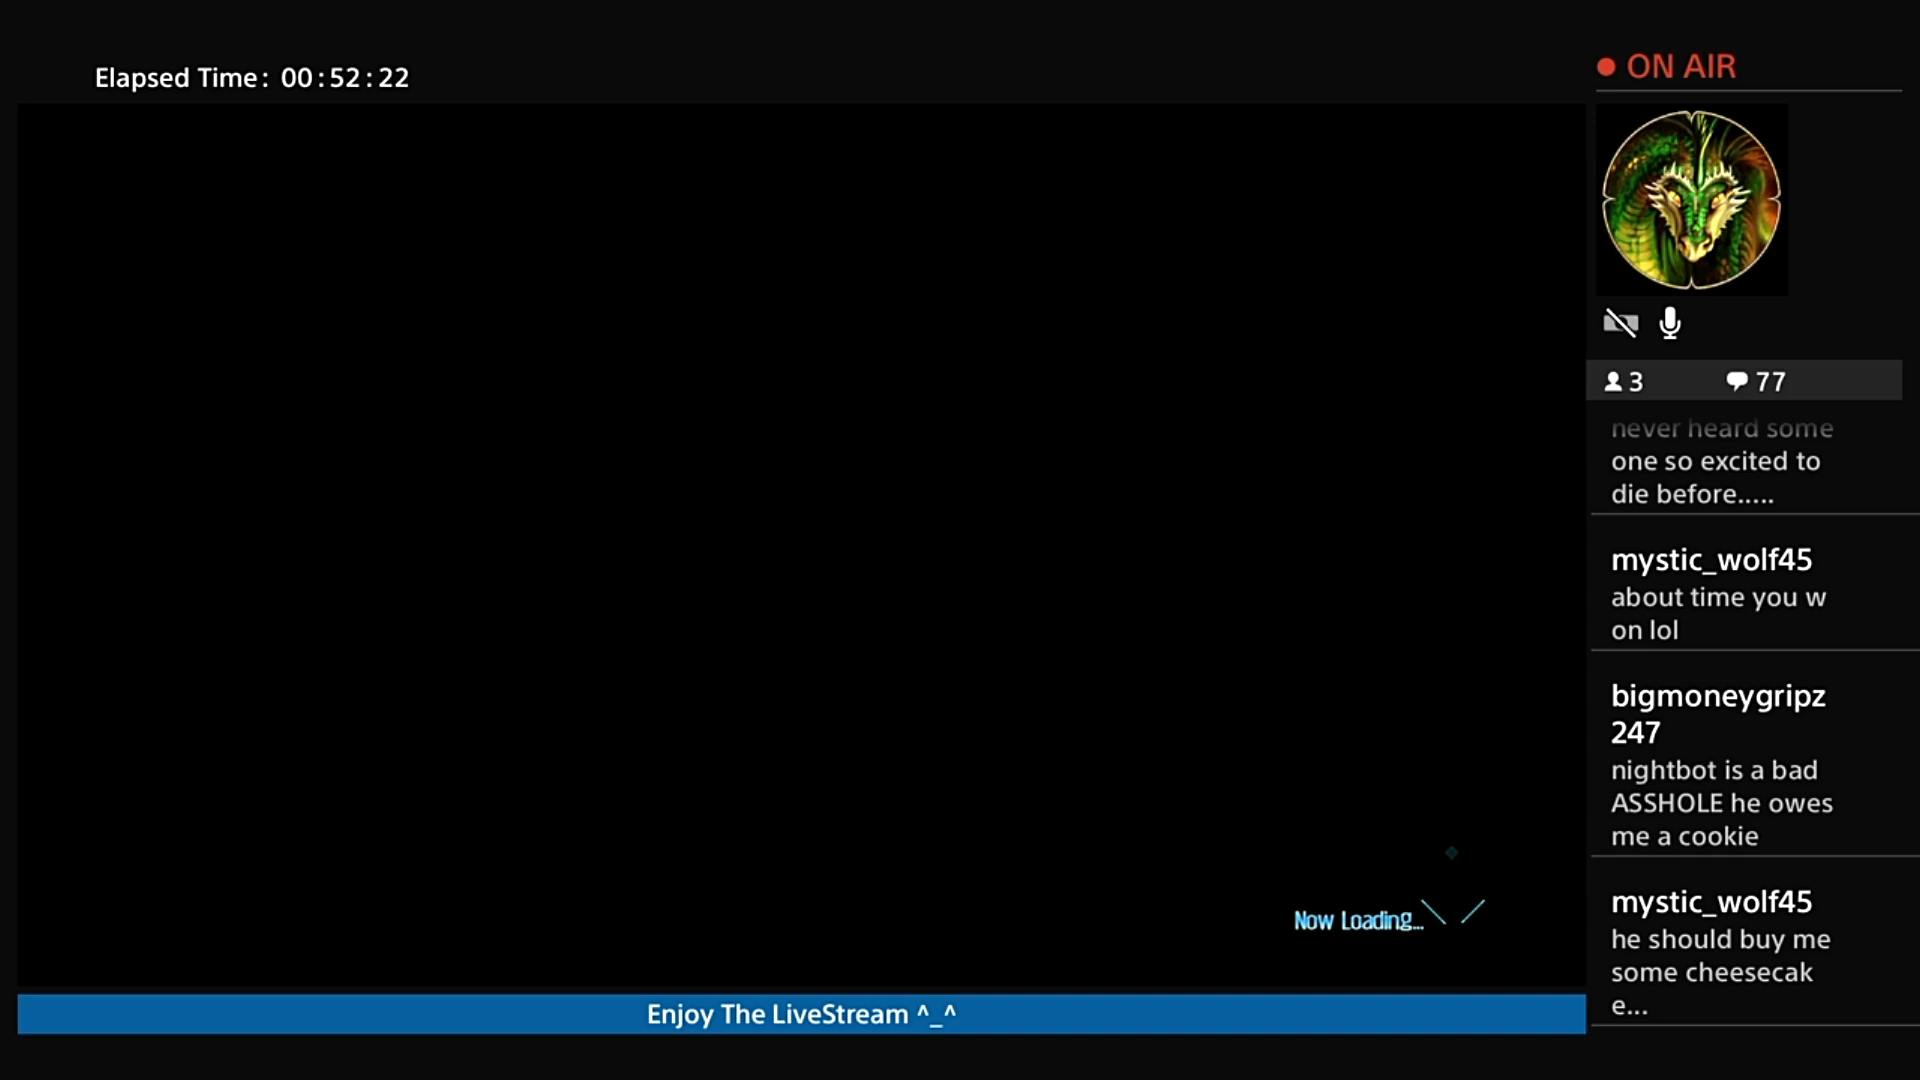 Elapsed Time: 00:52:22
ON AIR
3 77
never heard some
one so excited to
die before.....
mystic_wolf45
about time you w
on lol
bigmoneygripz
247
nightbot is a bad
ASSHOLE he owes
me a cookie
mystic_wolf45
he should buy me
some cheesecak
e...
Now Loading...
Enjoy The LiveStream ^_^